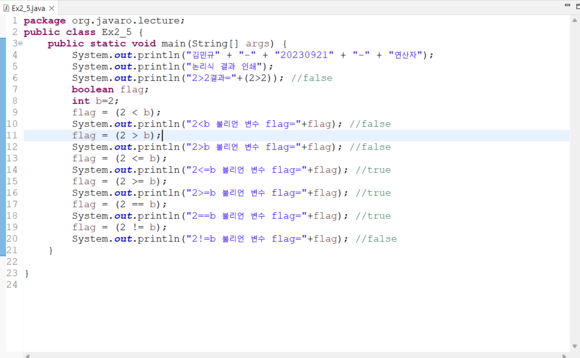 Ex2_5.java
1 package org.javaro.lecture;
2 public class Ex2_5 {
3 public static void main(String[] args) {
4 System.out.println("김민규" + "-" + "20230921" + "-" + "연산자");
5 System.out.println("논리식 결과 인쇄");
6 System.out.println("2>2결과="+(2>2)); //false
7 boolean flag;
8 int b=2;
9 flag = (2 < b);
10 System.out.println("2<b 불리언 변수 flag="+flag); //false
11 flag = (2 > b);
12 System.out.println("2>b 불리언 변수 flag="+flag); //false
13 flag = (2 <= b);
14 System.out.println("2<=b 불리언 변수 flag="+flag); //true
15 flag = (2 >= b);
16 System.out.println("2>=b 불리언 변수 flag="+flag); //true
17 flag = (2 == b);
18 System.out.println("2==b 불리언 변수 flag="+flag); //true
19 flag = (2 != b);
20 System.out.println("2!=b 불리언 변수 flag="+flag); //false
21 }
22
23 }
24